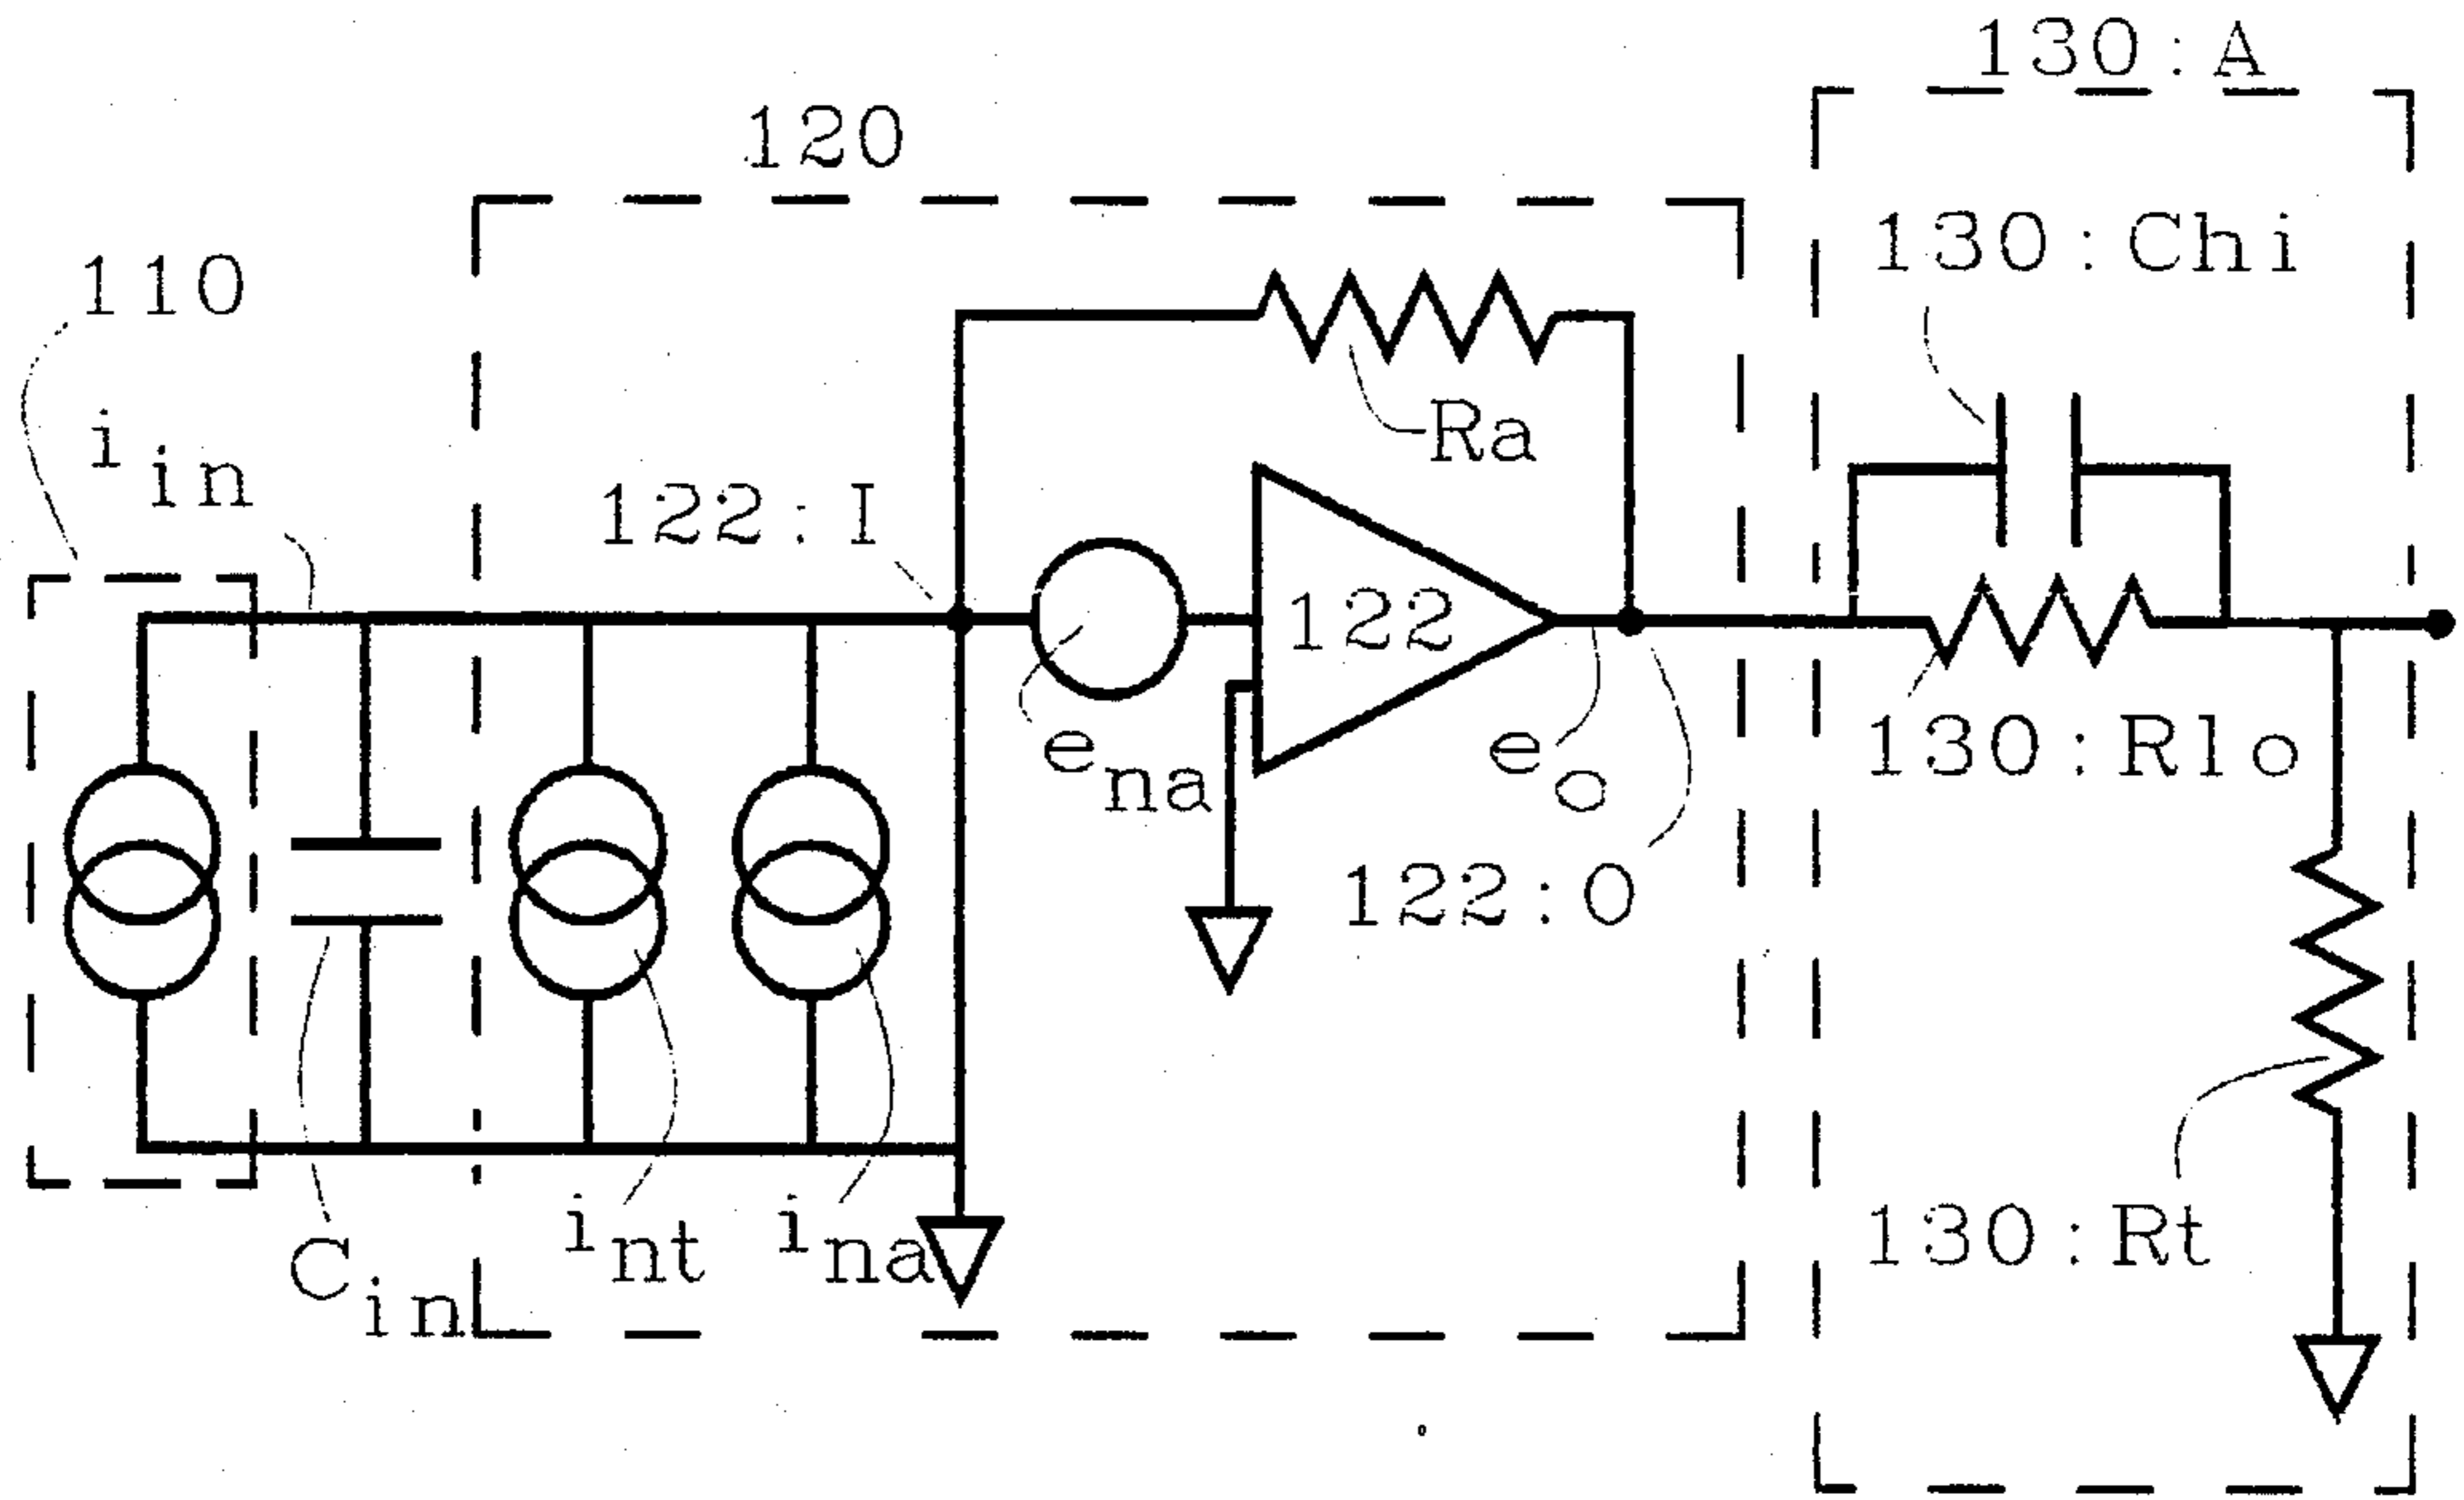 130:A
120
130:Chi
110
Ra
i in
122:I
122
e na
e o
130:Rlo
122:O
130:Rt
C in
i nt
i na